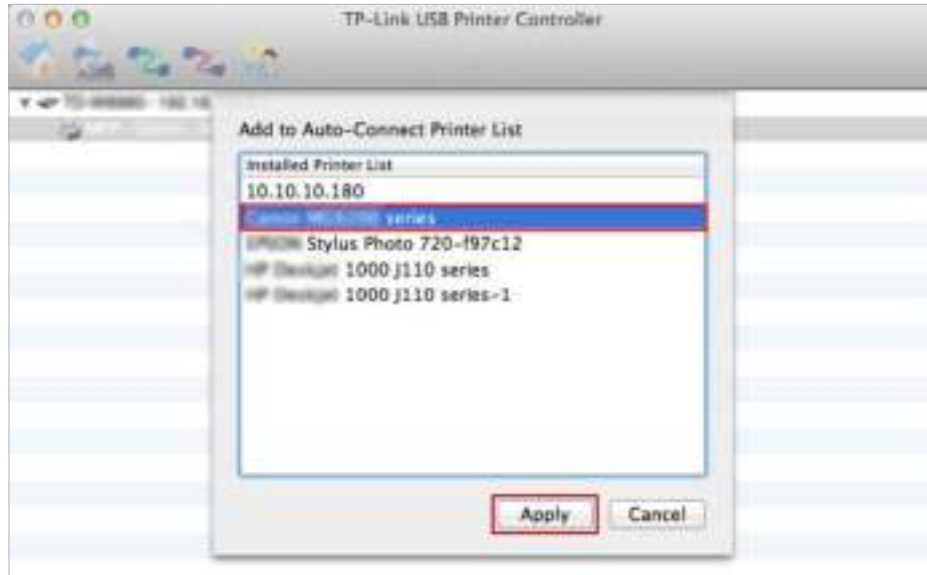 TP-Link USB Printer Controller
Add to Auto-Connect Printer List
Installed Printer List
10.10.10.180
series
Stylus Photo 720-f97c12
1000 J110 series
1000 J110 series-1
Apply
Cancel